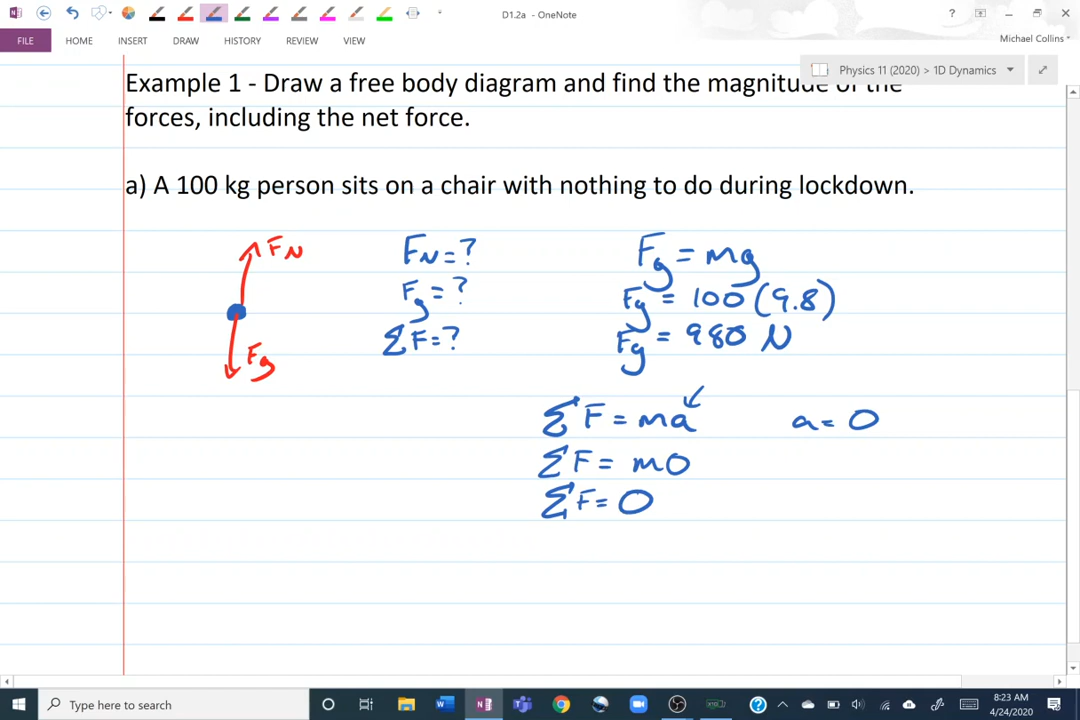 D1.2a - OneNote
?
Michael Collins
FILE HOME INSERT DRAW HISTORY REVIEW VIEW
Physics 11 (2020) > 1D Dynamics
Example 1 - Draw a free body diagram and find the magnitude of the
forces, including the net force.
a) A 100 kg person sits on a chair with nothing to do during lockdown.
FN
Fg
FN = ?
Fg = ?
ΣF = ?
Fg = mg
Fg = 100 (9.8)
Fg = 980 N
ΣF = ma a = 0
ΣF = m0
ΣF = 0
Type here to search
8:23 AM
4/24/2020